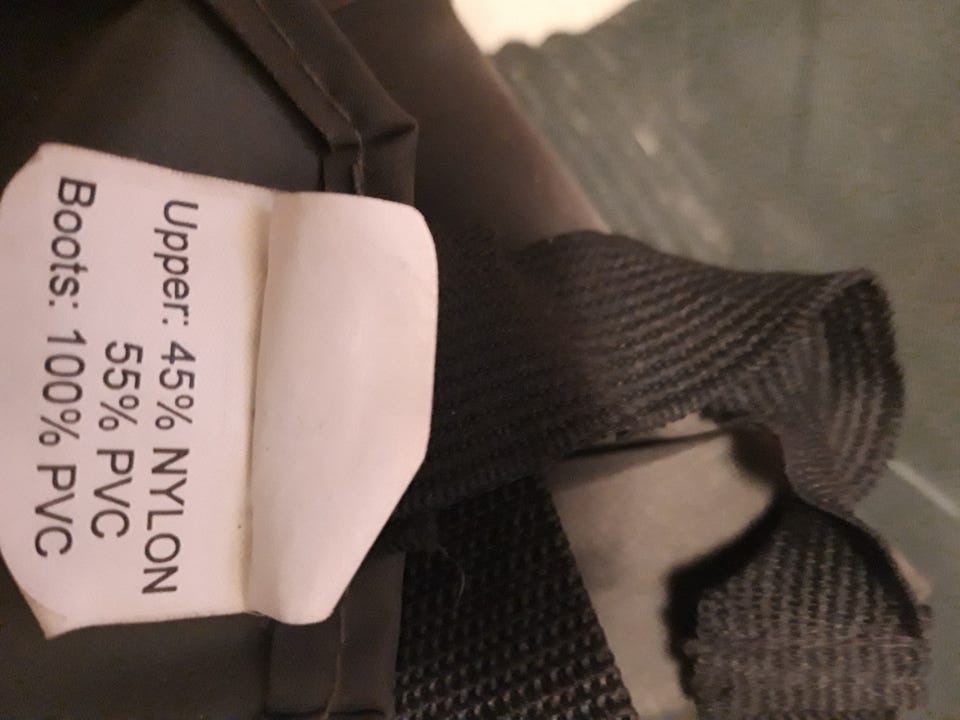 Upper: 45% NYLON
55% PVC
Boots: 100% PVC